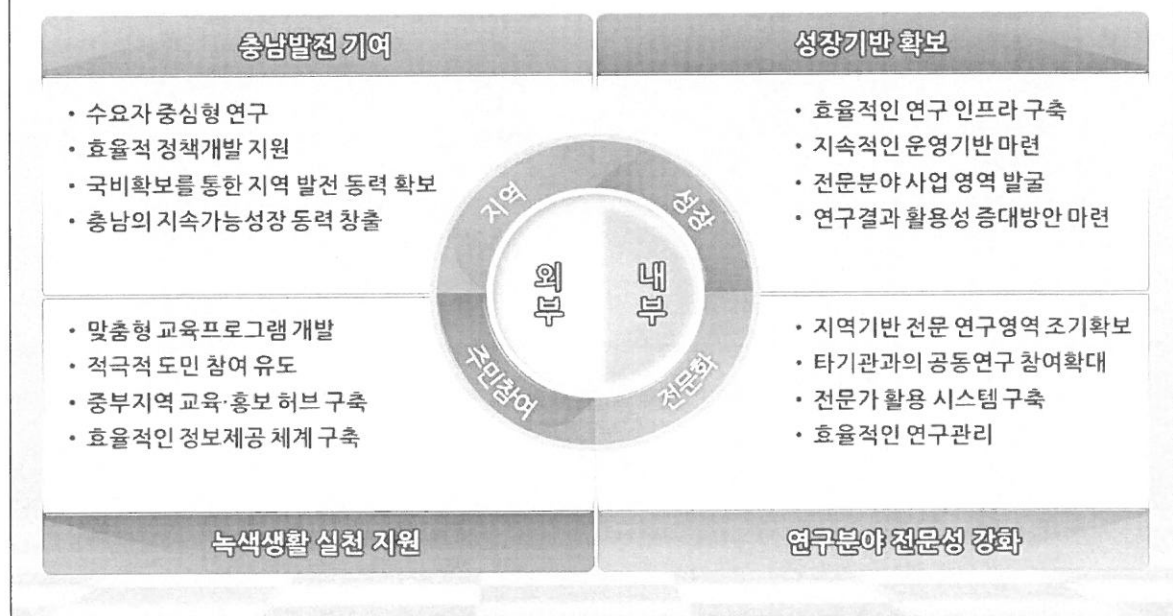 충남발전 기여
• 수요자 중심형 연구
• 효율적 정책개발 지원
• 국비확보를 통한 지역 발전 동력 확보
• 충남의 지속가능성장 동력 창출
성장기반 확보
• 효율적인 연구 인프라 구축
• 지속적인 운영기반 마련
• 전문분야 사업 영역 발굴
• 연구결과 활용성 증대방안 마련
지역
성장
외부
내부
주민참여
전문화
• 맞춤형 교육프로그램 개발
• 적극적 도민 참여 유도
• 중부지역 교육·홍보 허브 구축
• 효율적인 정보제공 체계 구축
녹색생활 실천 지원
• 지역기반 전문 연구영역 조기확보
• 타기관과의 공동연구 참여확대
• 전문가 활용 시스템 구축
• 효율적인 연구관리
연구분야 전문성 강화